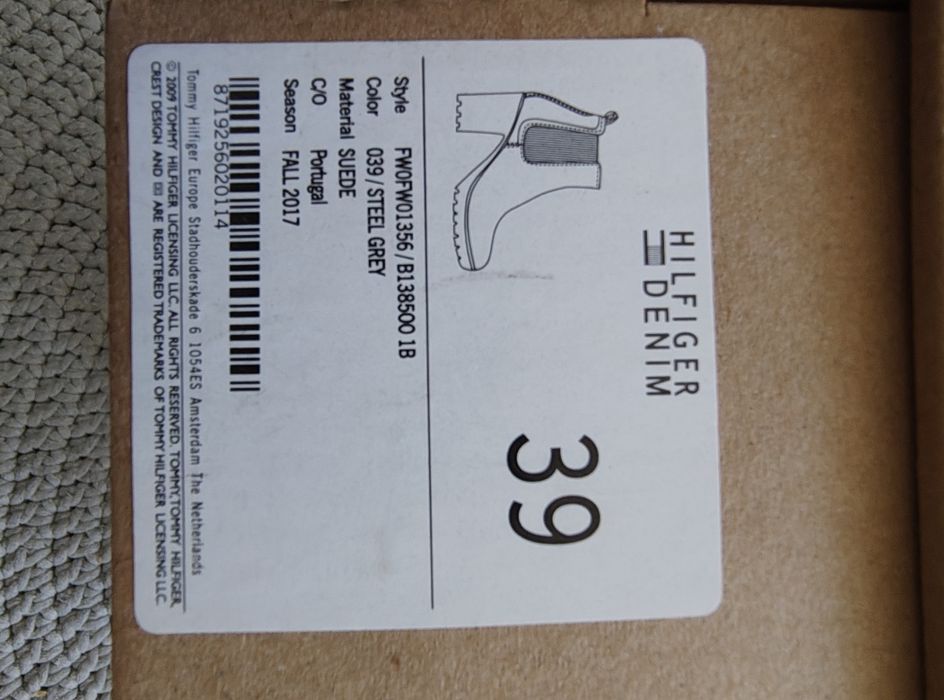 HILFIGER
DENIM
39
Style FW0FW01356 / B138500 1B
Color 039 / STEEL GREY
Material SUEDE
C/O Portugal
Season FALL 2017
8719256020114
Tommy Hilfiger Europe Stadhouderskade 6 1054ES Amsterdam The Netherlands
© 2009 TOMMY HILFIGER LICENSING LLC. ALL RIGHTS RESERVED. TOMMY, TOMMY HILFIGER,
CREST DESIGN AND ARE REGISTERED TRADEMARKS OF TOMMY HILFIGER LICENSING LLC.